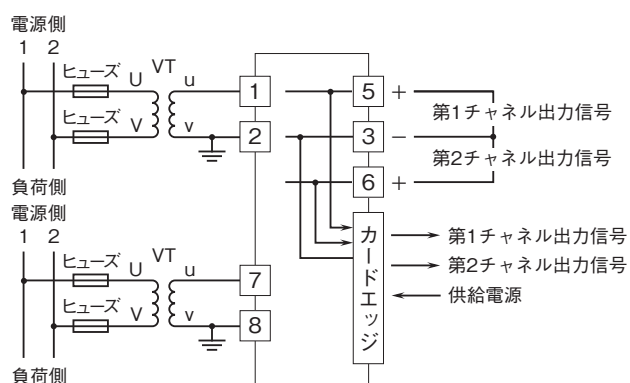 電源側
1 2
ヒューズ U VT u 1 5 +
第1チャネル出力信号
ヒューズ V v 2 3 −
第2チャネル出力信号
6 +
負荷側
電源側
1 2
カードエッジ
第1チャネル出力信号
第2チャネル出力信号
供給電源
ヒューズ U VT u 7
ヒューズ V v 8
負荷側